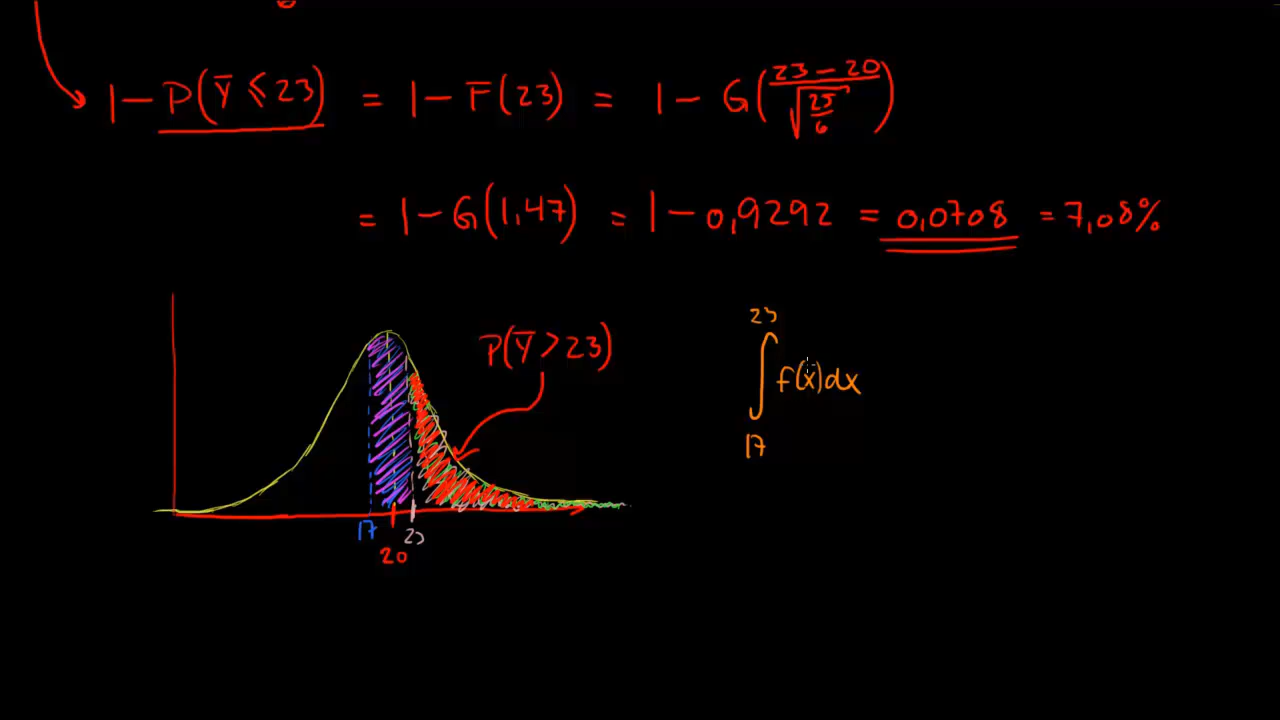 1 − P(Ȳ ≤ 23) = 1 − F(23) = 1 − G((23 − 20)/√(25/6))
= 1 − G(1,47) = 1 − 0,9292 = 0,0708 = 7,08%
P(Ȳ > 23)
23
∫ f(x)dx
17
17 23
20